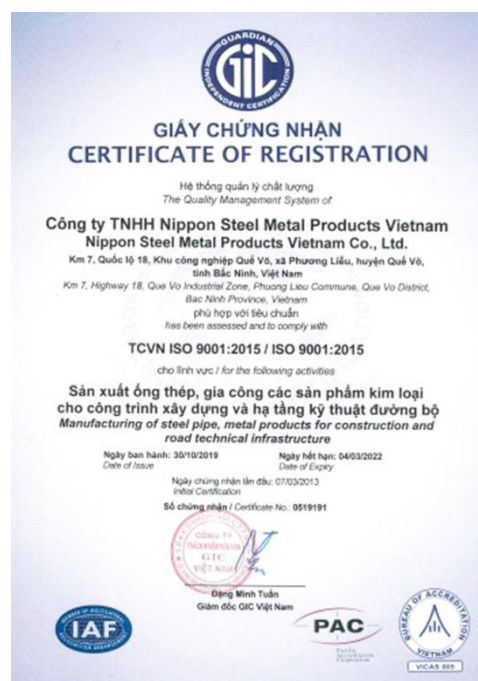 GUARDIAN
GIC
INDEPENDENT CERTIFICATION
GIẤY CHỨNG NHẬN
CERTIFICATE OF REGISTRATION
Hệ thống quản lý chất lượng
The Quality Management System of
Công ty TNHH Nippon Steel Metal Products Vietnam
Nippon Steel Metal Products Vietnam Co., Ltd.
Km 7, Quốc lộ 18, Khu công nghiệp Quế Võ, xã Phương Liễu, huyện Quế Võ,
tỉnh Bắc Ninh, Việt Nam
Km 7, Highway 18, Que Vo Industrial Zone, Phuong Lieu Commune, Que Vo District,
Bac Ninh Province, Vietnam
phù hợp với tiêu chuẩn
has been assessed and to comply with
TCVN ISO 9001:2015 / ISO 9001:2015
cho lĩnh vực / for the following activities
Sản xuất ống thép, gia công các sản phẩm kim loại
cho công trình xây dựng và hạ tầng kỹ thuật đường bộ
Manufacturing of steel pipe, metal products for construction and
road technical infrastructure
Ngày ban hành: 30/10/2019 Ngày hết hạn: 04/03/2022
Date of Issue Date of Expiry
Ngày chứng nhận lần đầu: 07/03/2013
Initial Certification
Số chứng nhận / Certificate No.: 0519191
CÔNG TY
GIC
VIỆT NAM
Đặng Minh Tuấn
Giám đốc GIC Việt Nam
IAF
PAC
BUREAU OF ACCREDITATION
VIETNAM
VICAS 005